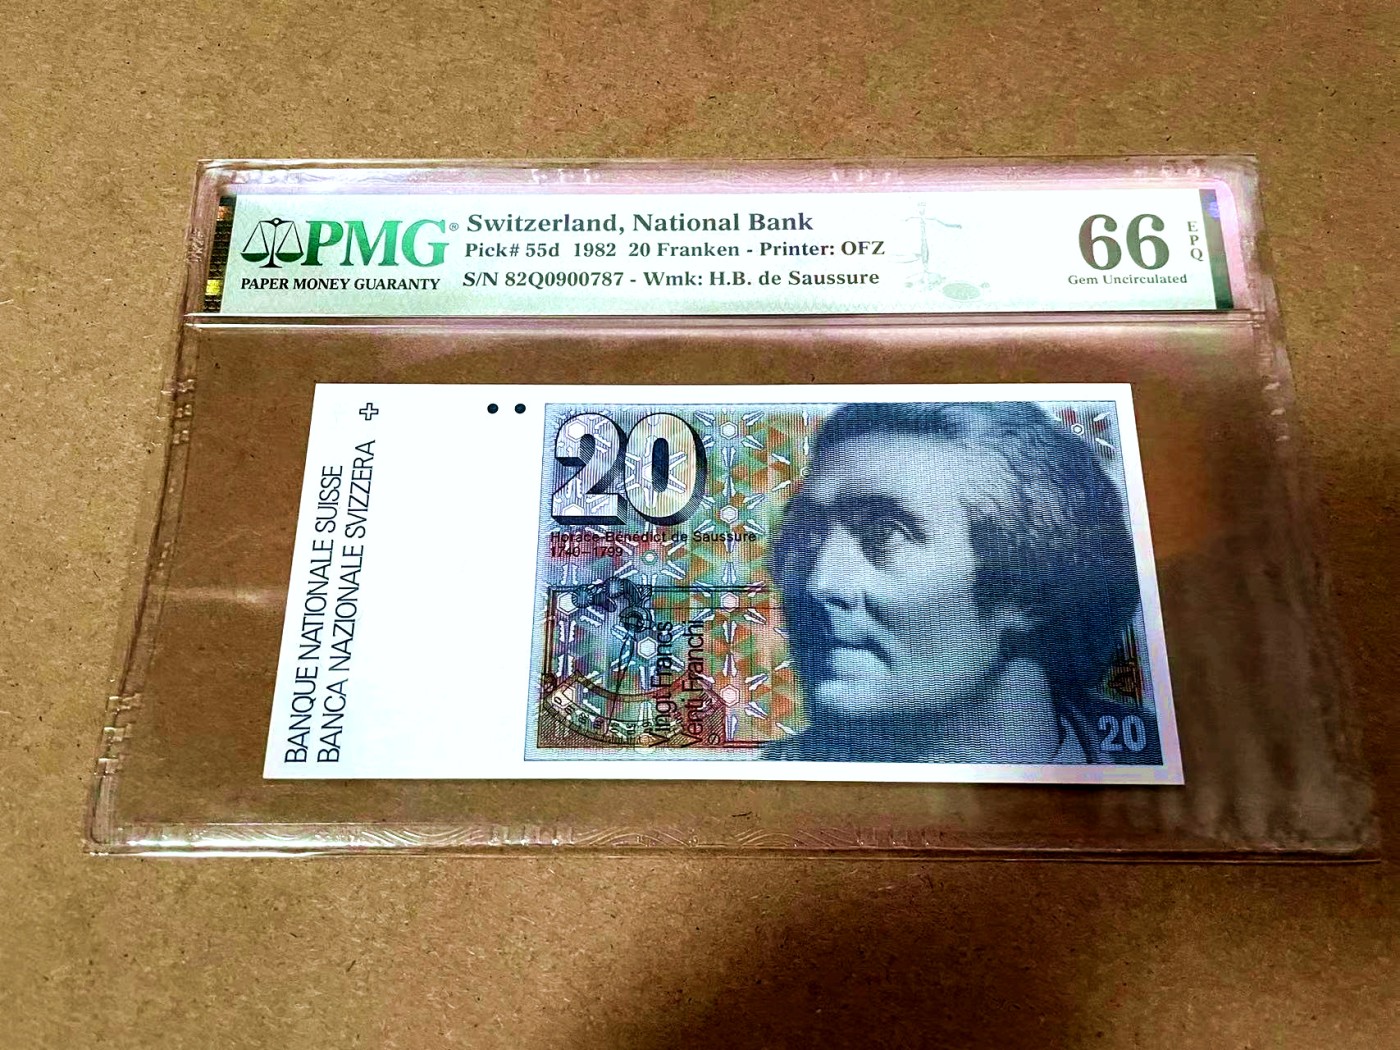 PMG®
PAPER MONEY GUARANTY
Switzerland, National Bank
Pick# 55d 1982 20 Franken - Printer: OFZ
S/N 82Q0900787 - Wmk: H.B. de Saussure
66
EPQ
Gem Uncirculated
BANQUE NATIONALE SUISSE
BANCA NAZIONALE SVIZZERA
20
Horace-Bénédict de Saussure
1740–1799
Vingt Francs
Venti Franchi
20